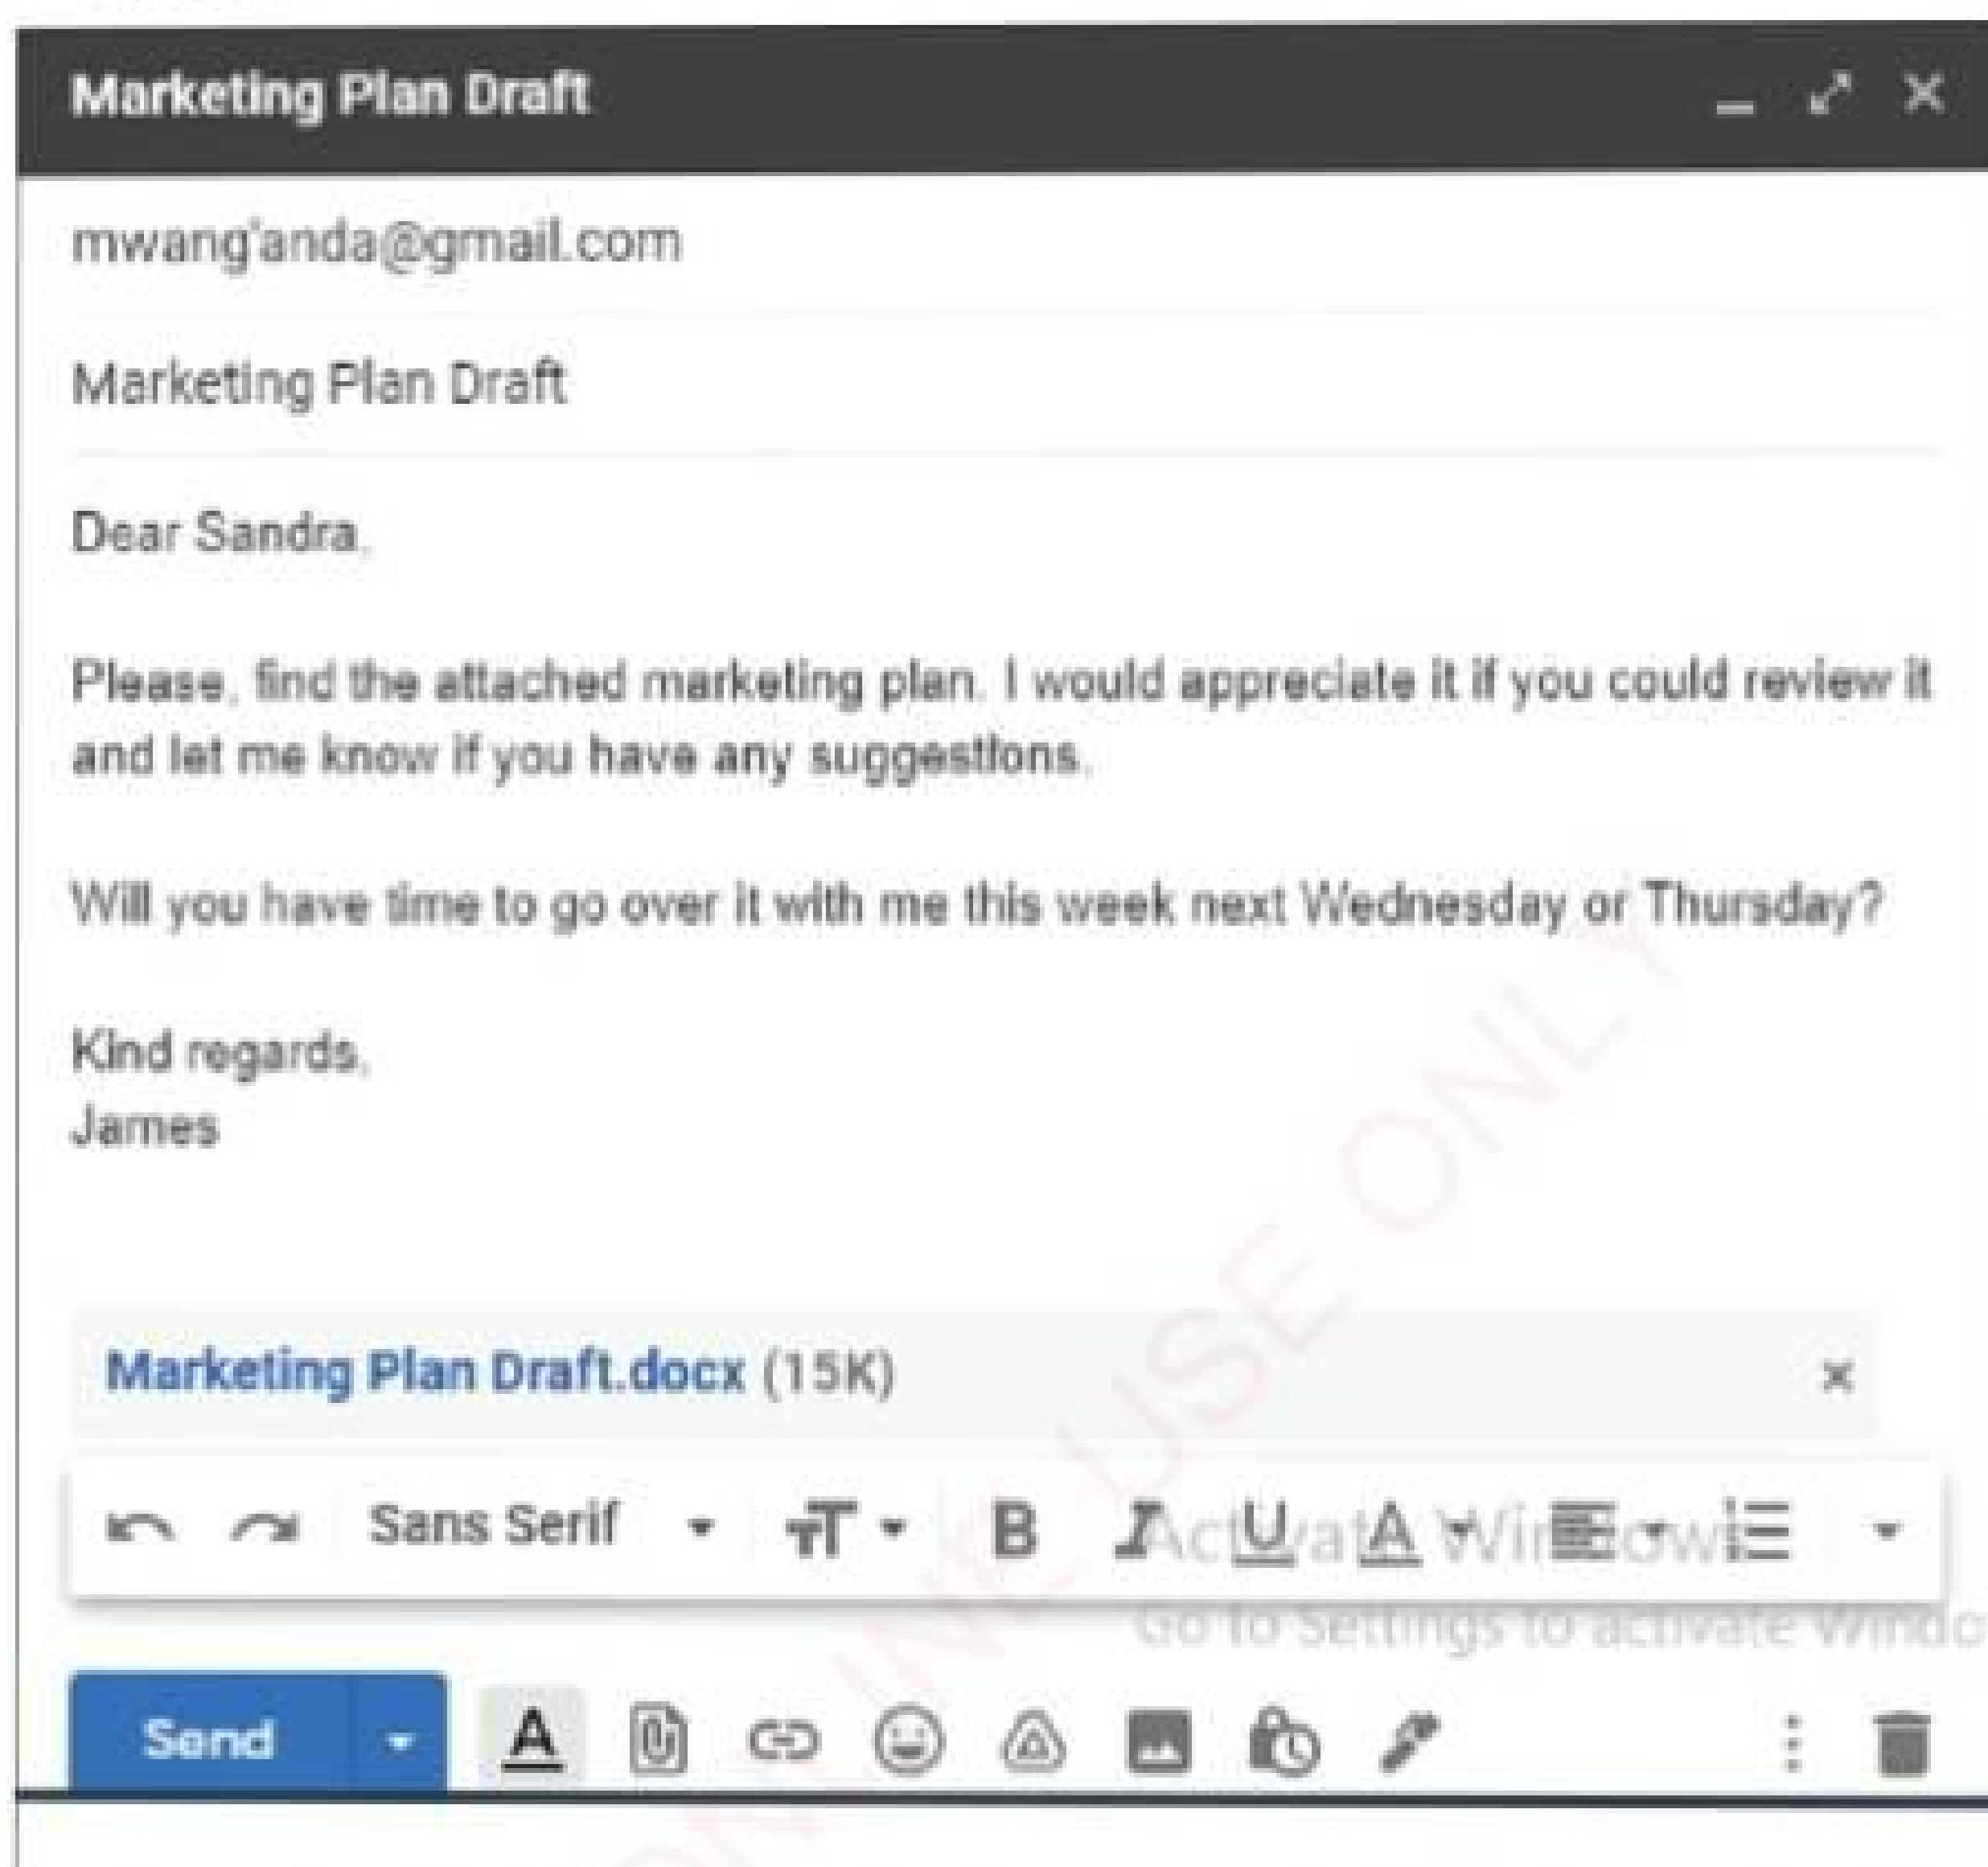 Marketing Plan Draft
mwang'anda@gmail.com
Marketing Plan Draft
Dear Sandra,
Please, find the attached marketing plan. I would appreciate it if you could review it
and let me know if you have any suggestions.
Will you have time to go over it with me this week next Wednesday or Thursday?
Kind regards,
James
Marketing Plan Draft.docx (15K)
Sans Serif
Activate Windows
Go to Settings to activate Windo
Send
USE ONLY